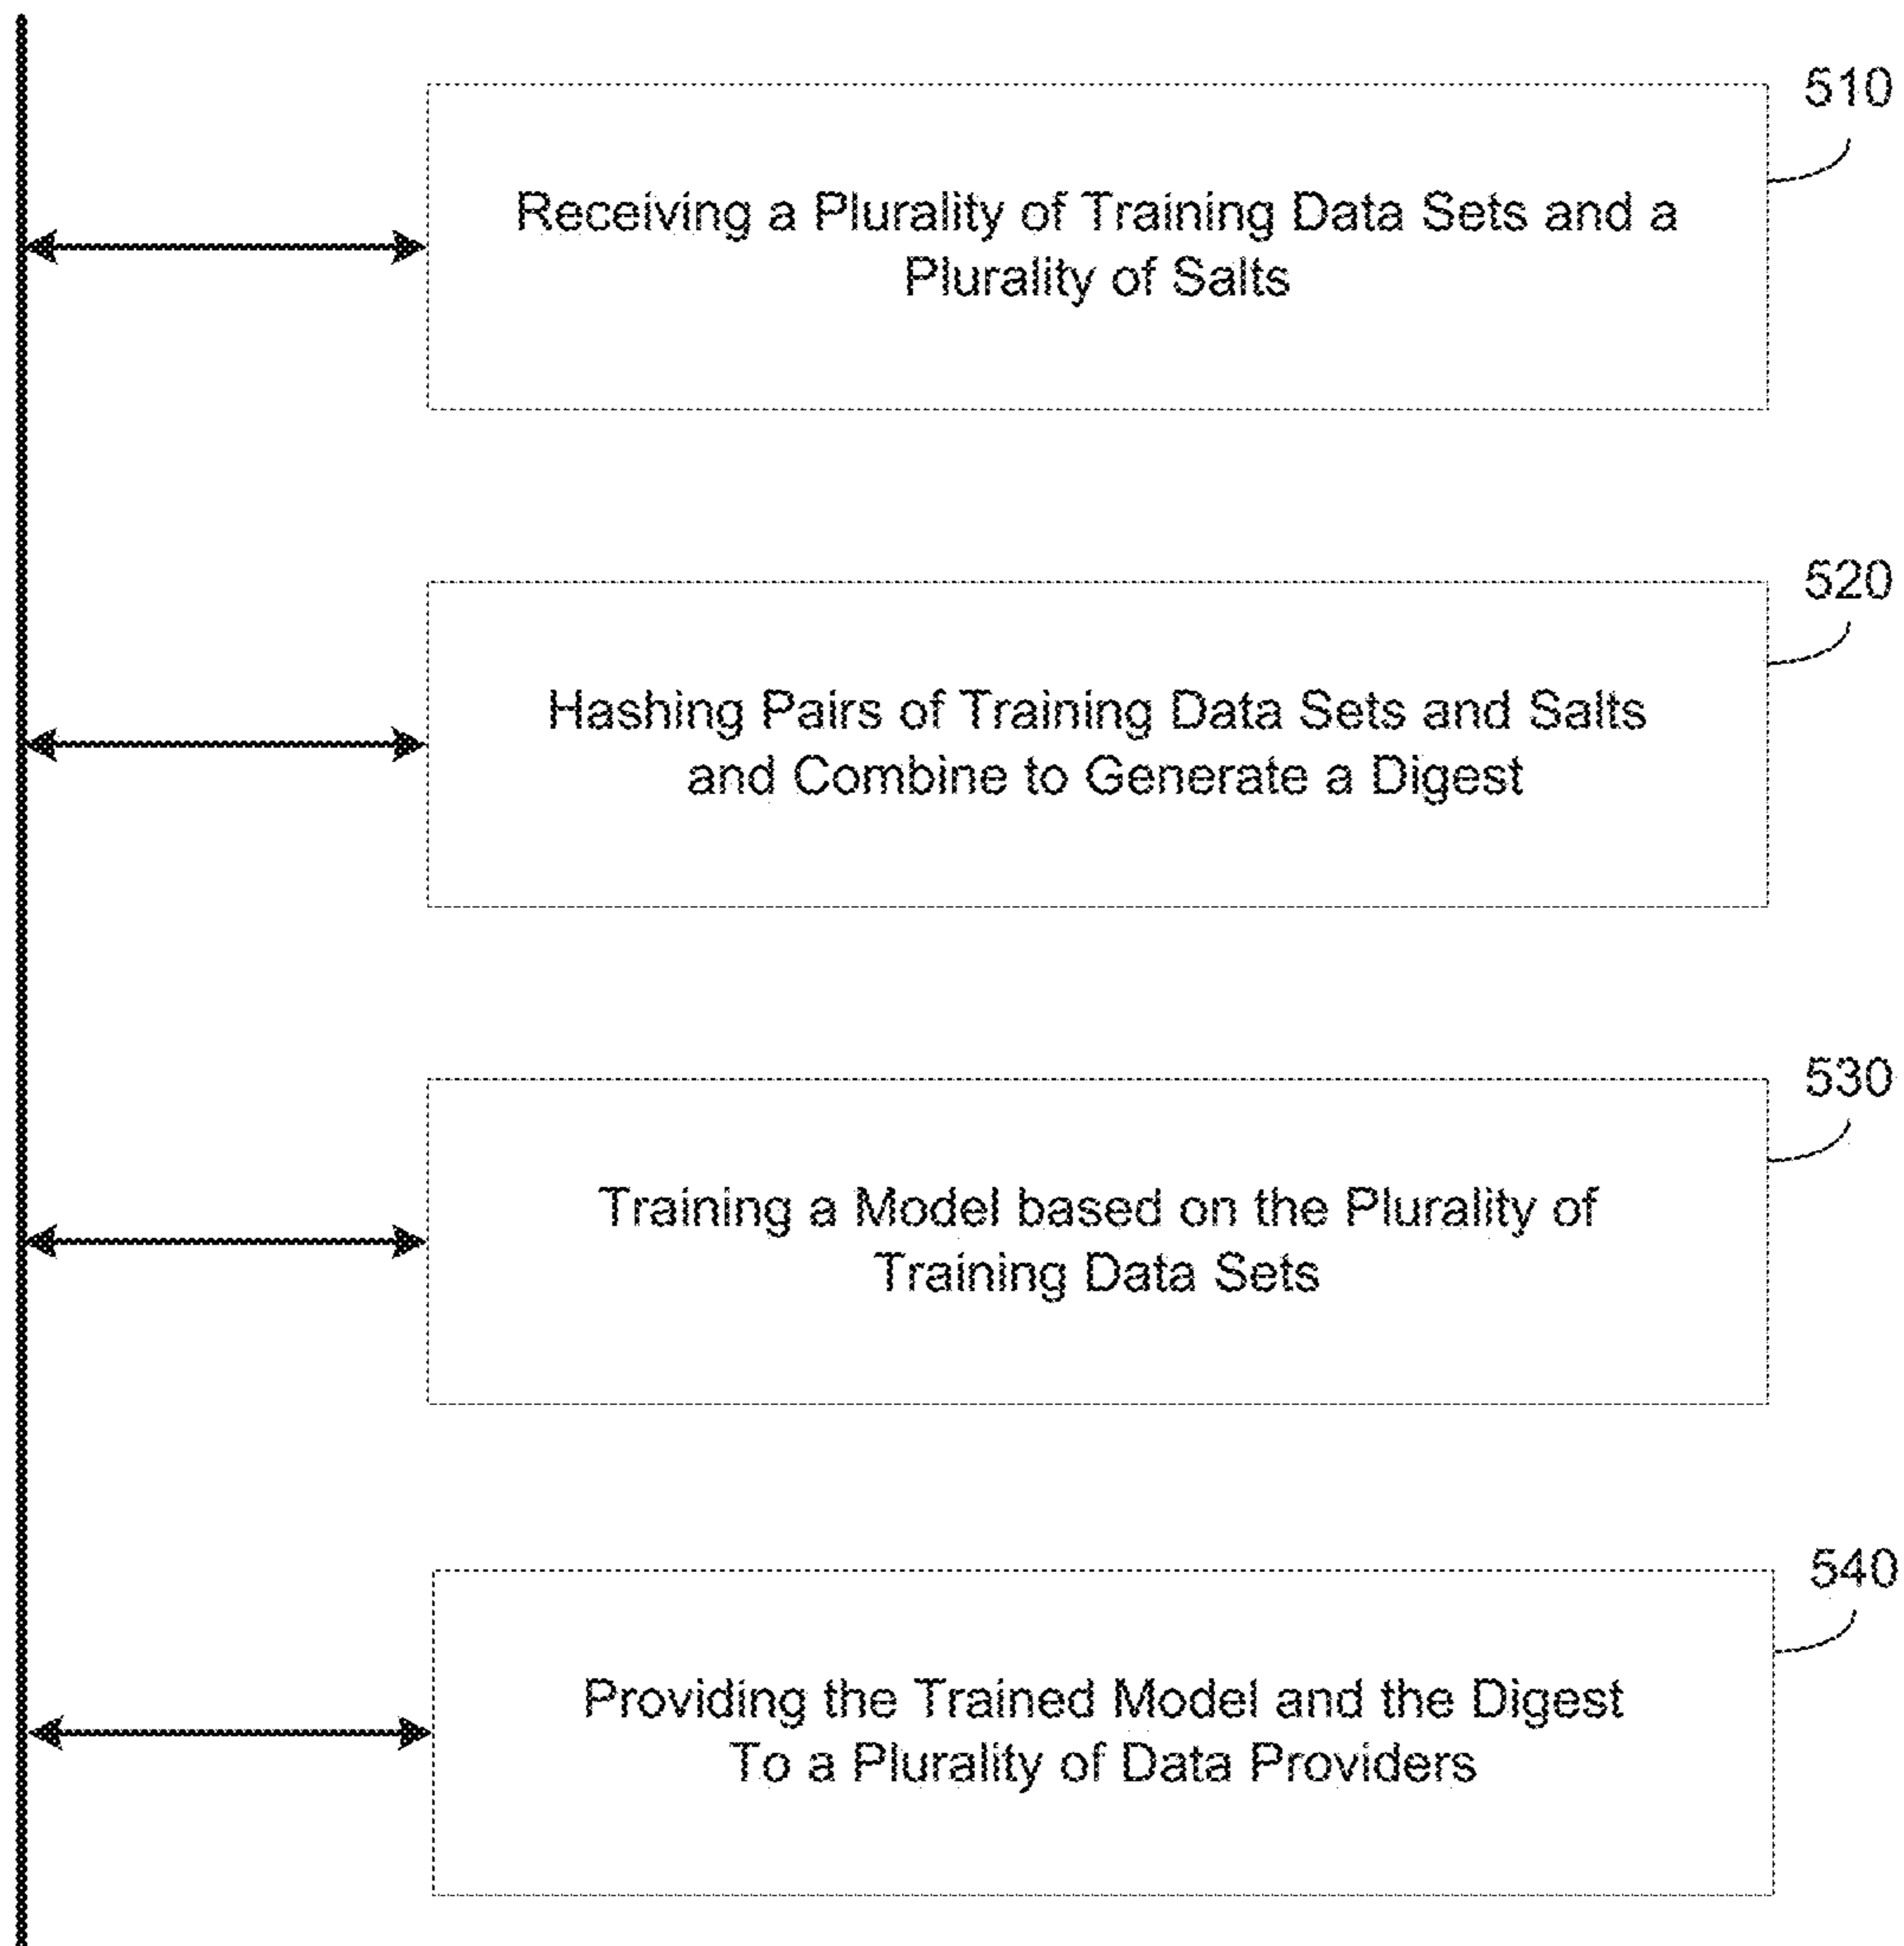 510
Receiving a Plurality of Training Data Sets and a
Plurality of Salts
520
Hashing Pairs of Training Data Sets and Salts
and Combine to Generate a Digest
530
Training a Model based on the Plurality of
Training Data Sets
540
Providing the Trained Model and the Digest
To a Plurality of Data Providers